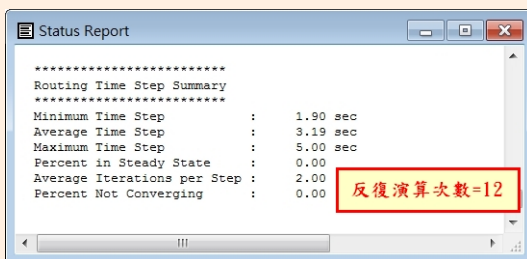 Status Report
*************************
Routing Time Step Summary
*************************
Minimum Time Step : 1.90 sec
Average Time Step : 3.19 sec
Maximum Time Step : 5.00 sec
Percent in Steady State : 0.00
Average Iterations per Step : 2.00
Percent Not Converging : 0.00
反復演算次數=12